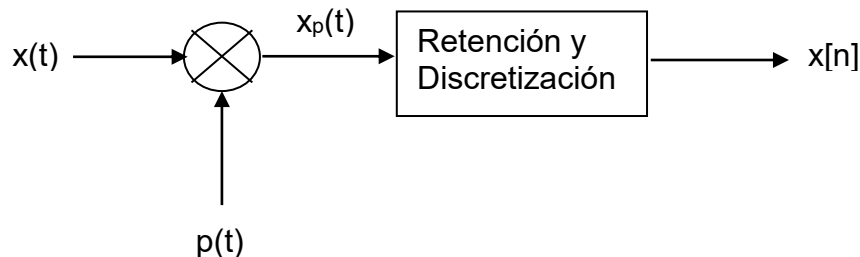 x(t)
xₚ(t)
Retención y
Discretización
x[n]
p(t)